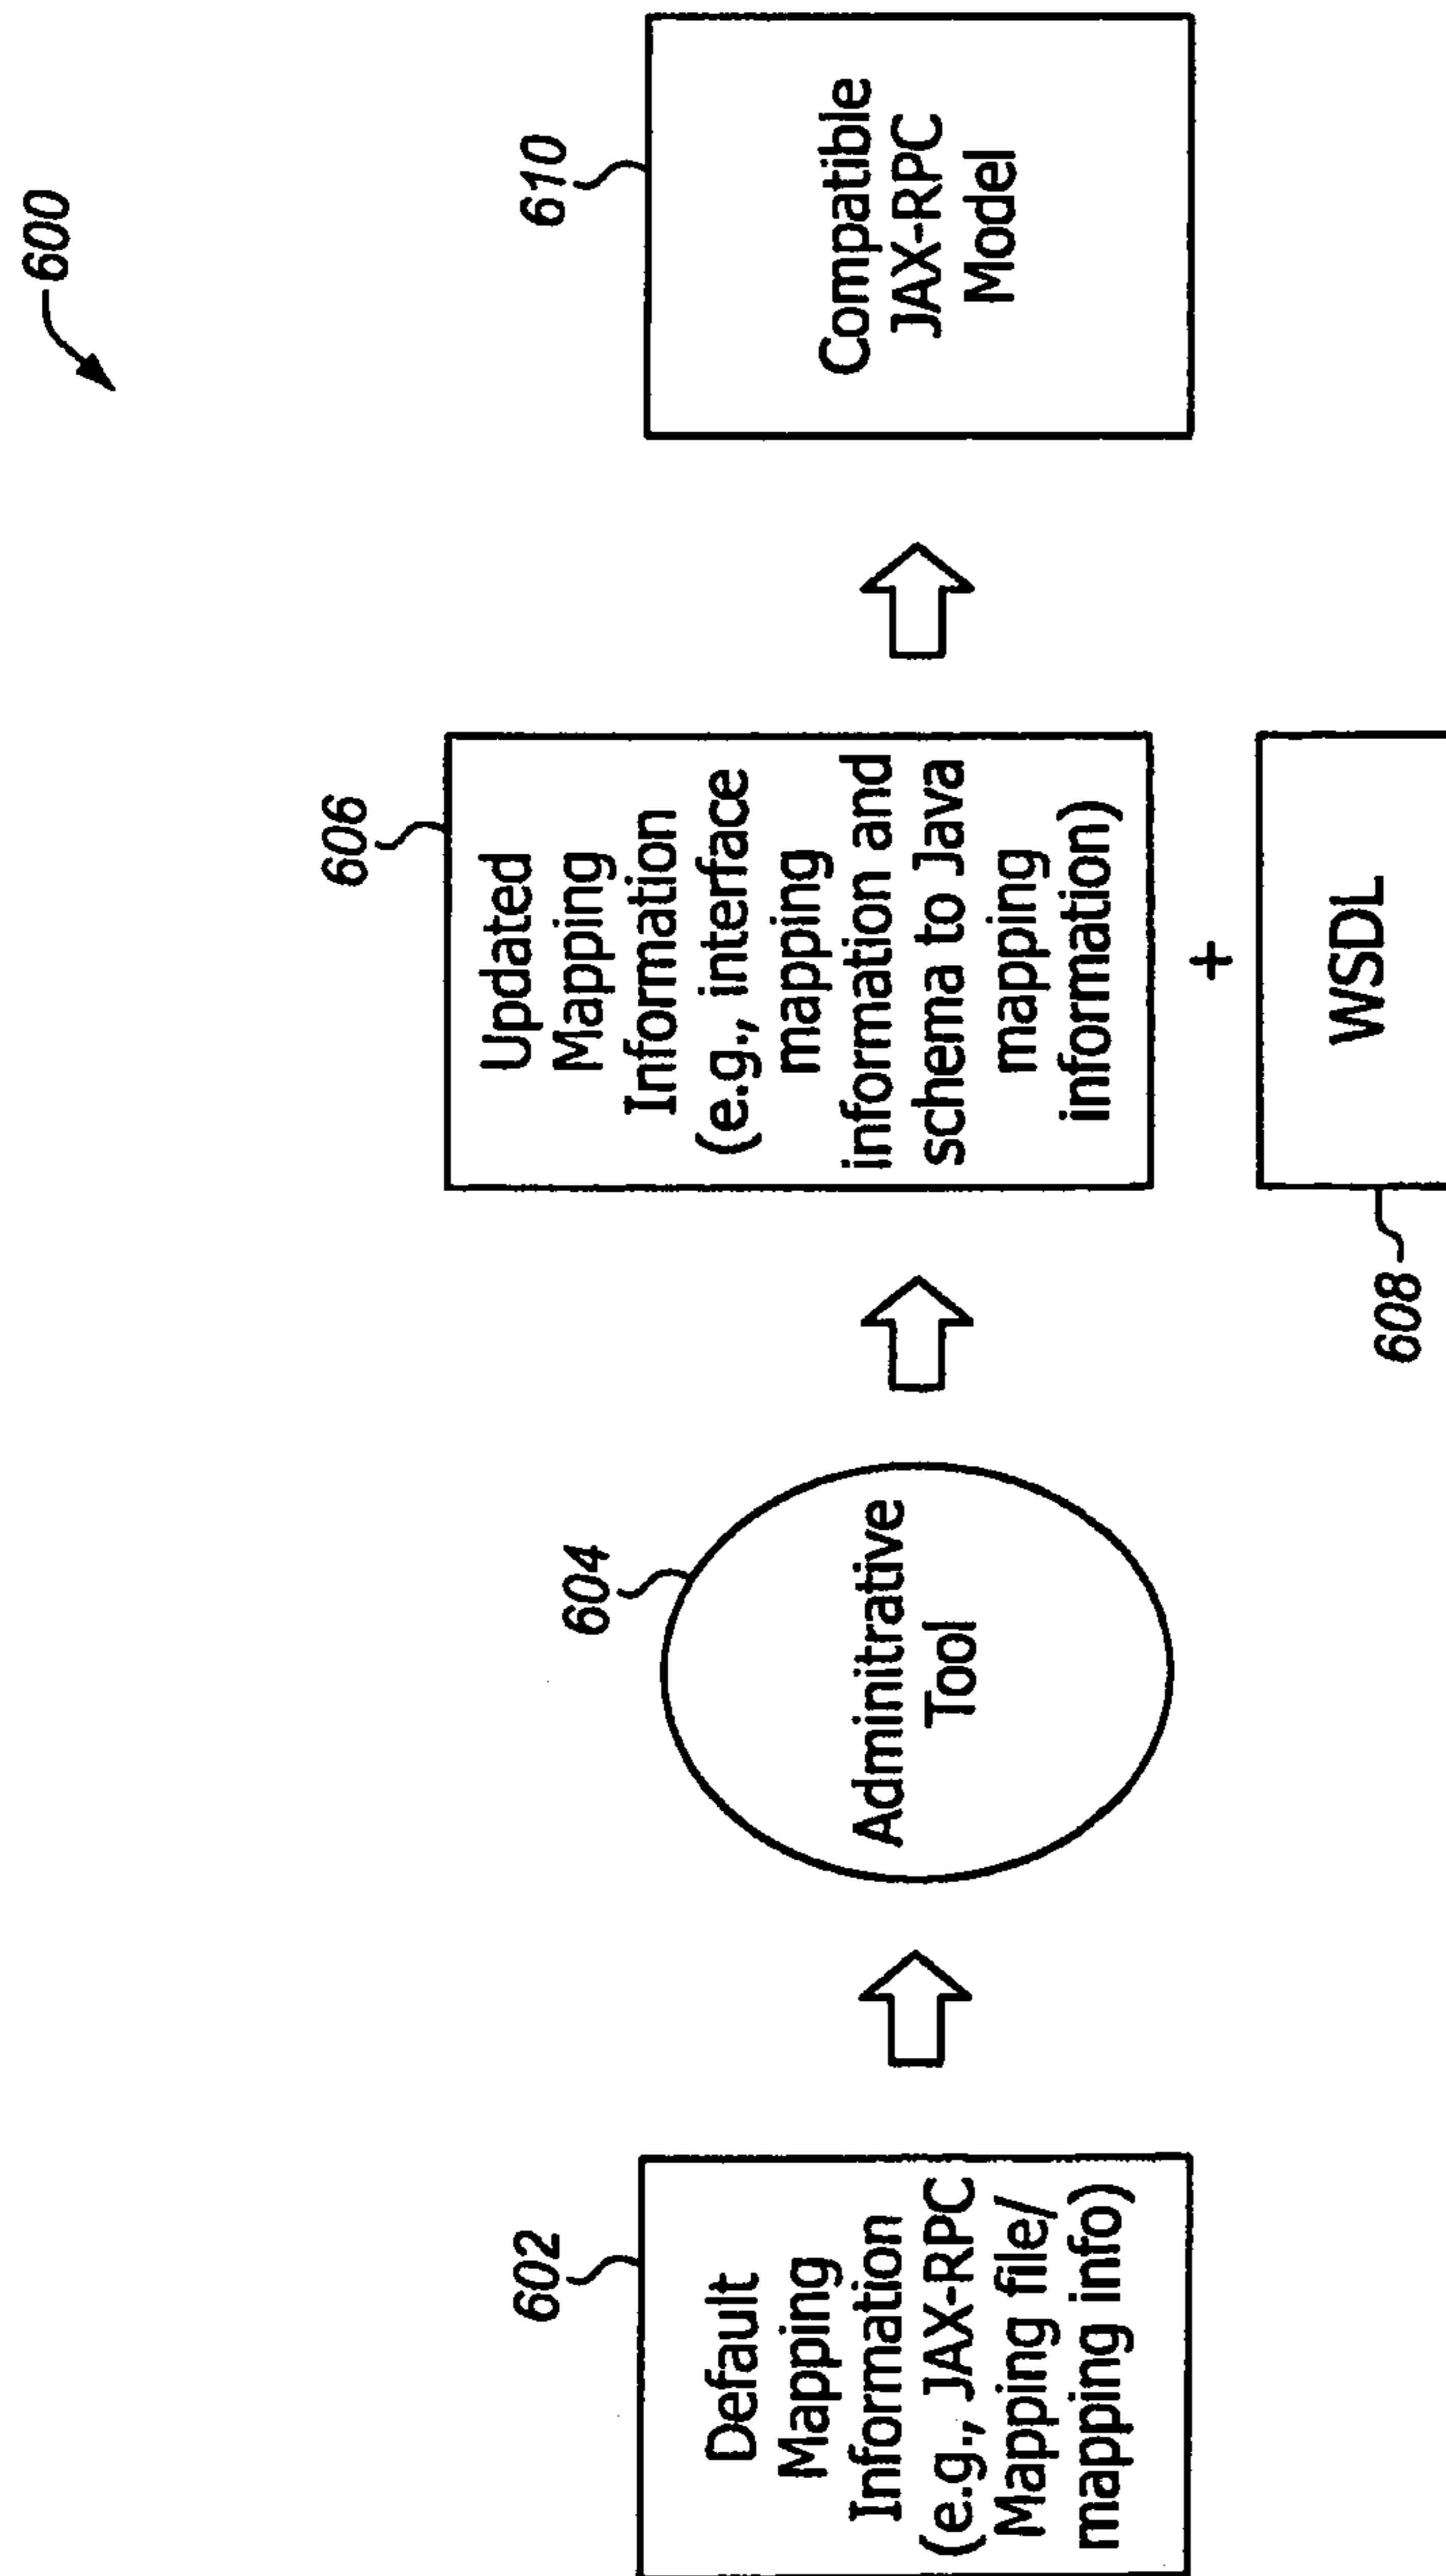 600
602
Default
Mapping
Information
(e.g., JAX-RPC
Mapping file/
mapping info)
604
Adminitrative
Tool
606
Updated
Mapping
Information
(e.g., interface
mapping
information and
schema to Java
mapping
information)
+
608
WSDL
610
Compatible
JAX-RPC
Model